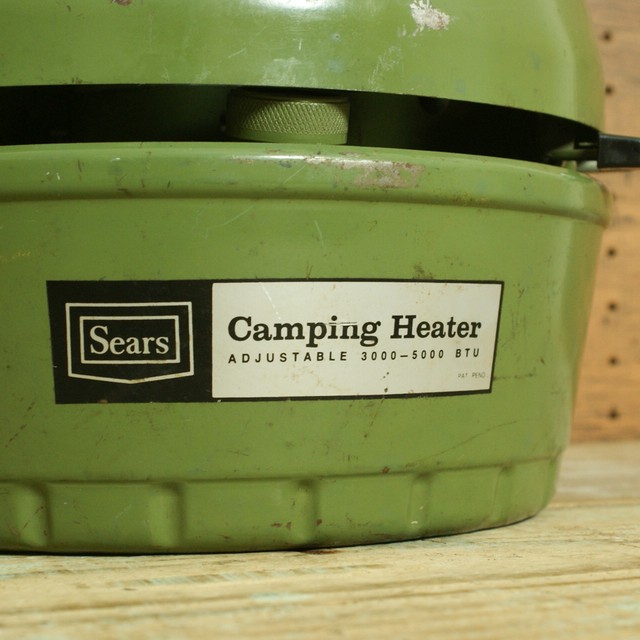 Sears
Camping Heater
ADJUSTABLE 3000–5000 BTU
PAT. PEND.